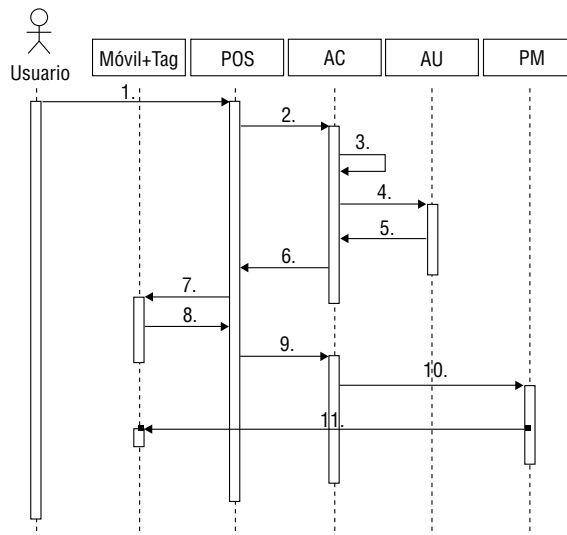 Usuario
Móvil+Tag
POS
AC
AU
PM
1.
2.
3.
4.
5.
6.
7.
8.
9.
10.
11.